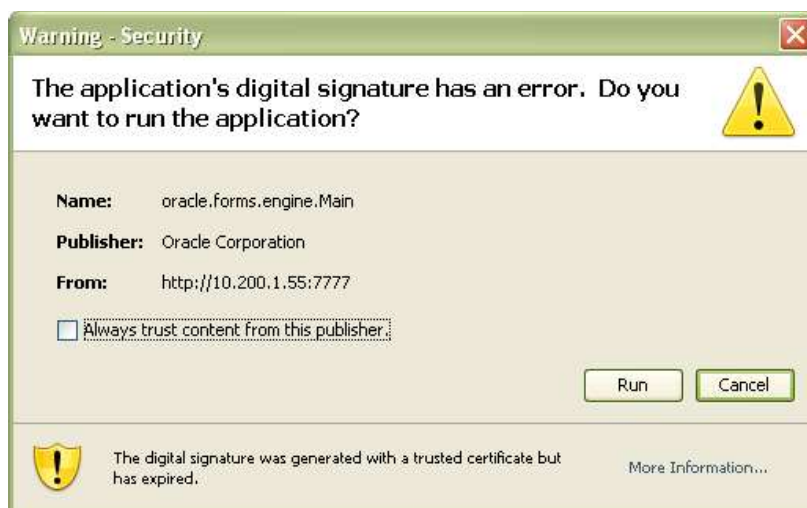 Warning - Security
The application's digital signature has an error. Do you
want to run the application?
Name: oracle.forms.engine.Main
Publisher: Oracle Corporation
From: http://10.200.1.55:7777
Always trust content from this publisher.
Run Cancel
The digital signature was generated with a trusted certificate but
has expired.
More Information...